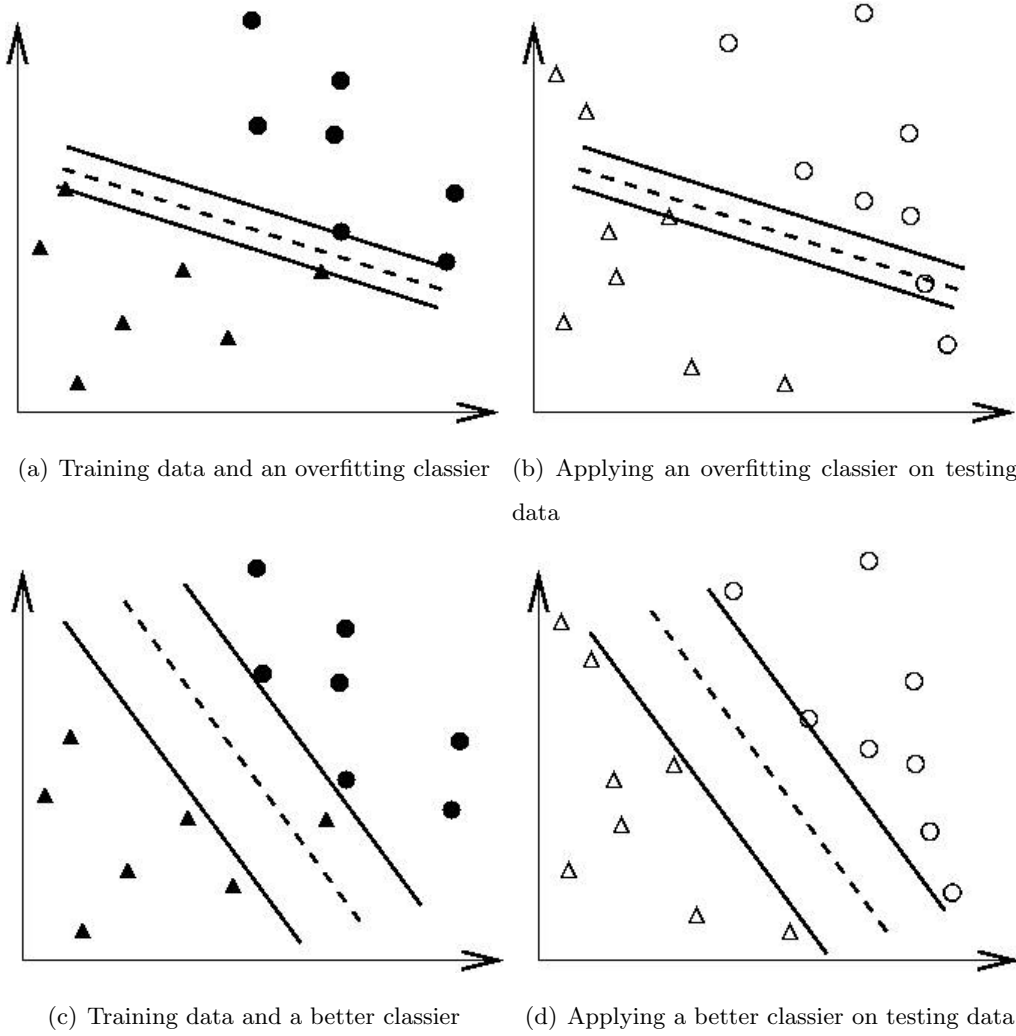 (a) Training data and an overfitting classier
(b) Applying an overfitting classier on testing
data
(c) Training data and a better classier
(d) Applying a better classier on testing data